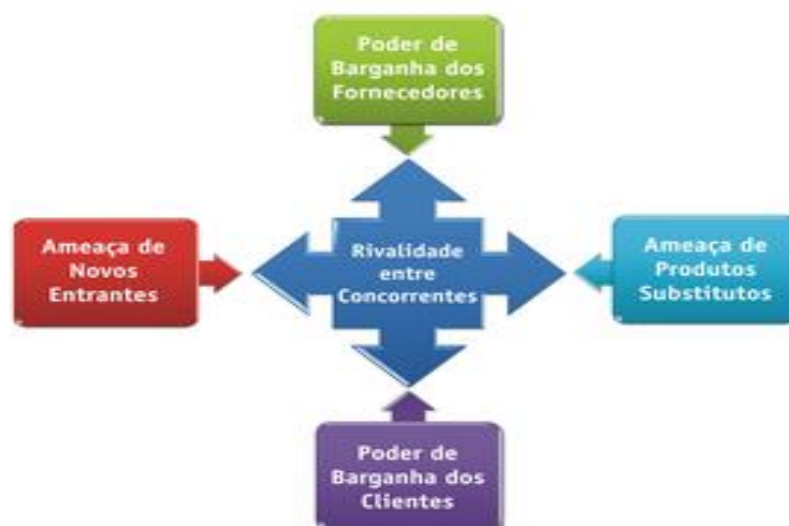 Poder de
Barganha dos
Fornecedores
Ameaça de
Novos
Entrantes
Rivalidade
entre
Concorrentes
Ameaça de
Produtos
Substitutos
Poder de
Barganha dos
Clientes